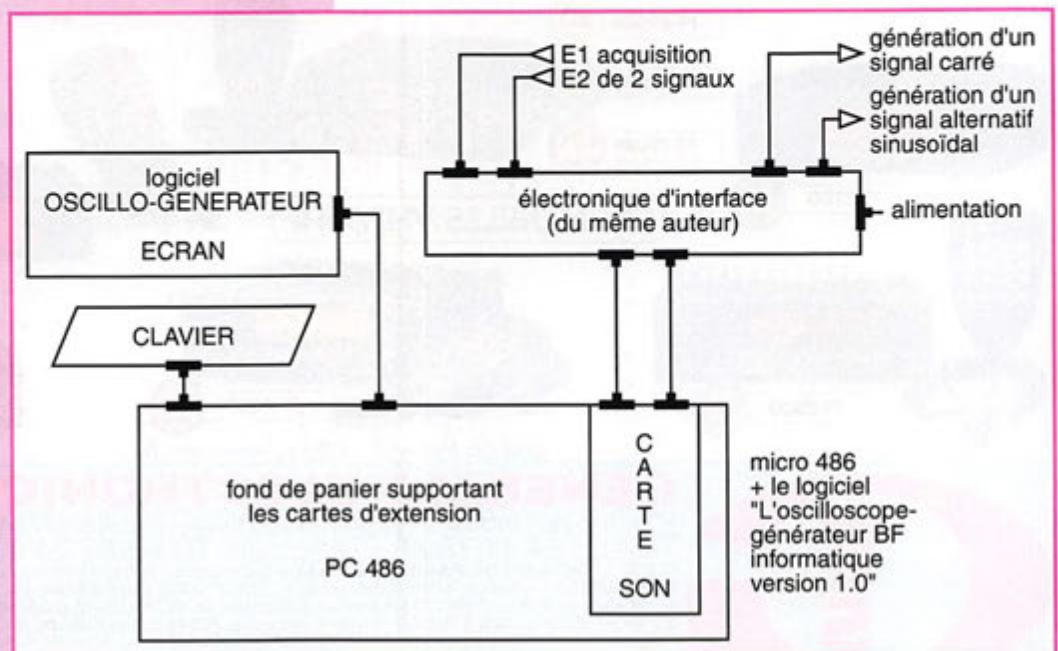 E1 acquisition
E2 de 2 signaux
génération d'un
signal carré
génération d'un
signal alternatif
sinusoïdal
logiciel
OSCILLO-GENERATEUR
ECRAN
électronique d'interface
(du même auteur)
alimentation
CLAVIER
fond de panier supportant
les cartes d'extension
PC 486
C
A
R
T
E
SON
micro 486
+ le logiciel
"L'oscilloscope-
générateur BF
informatique
version 1.0"